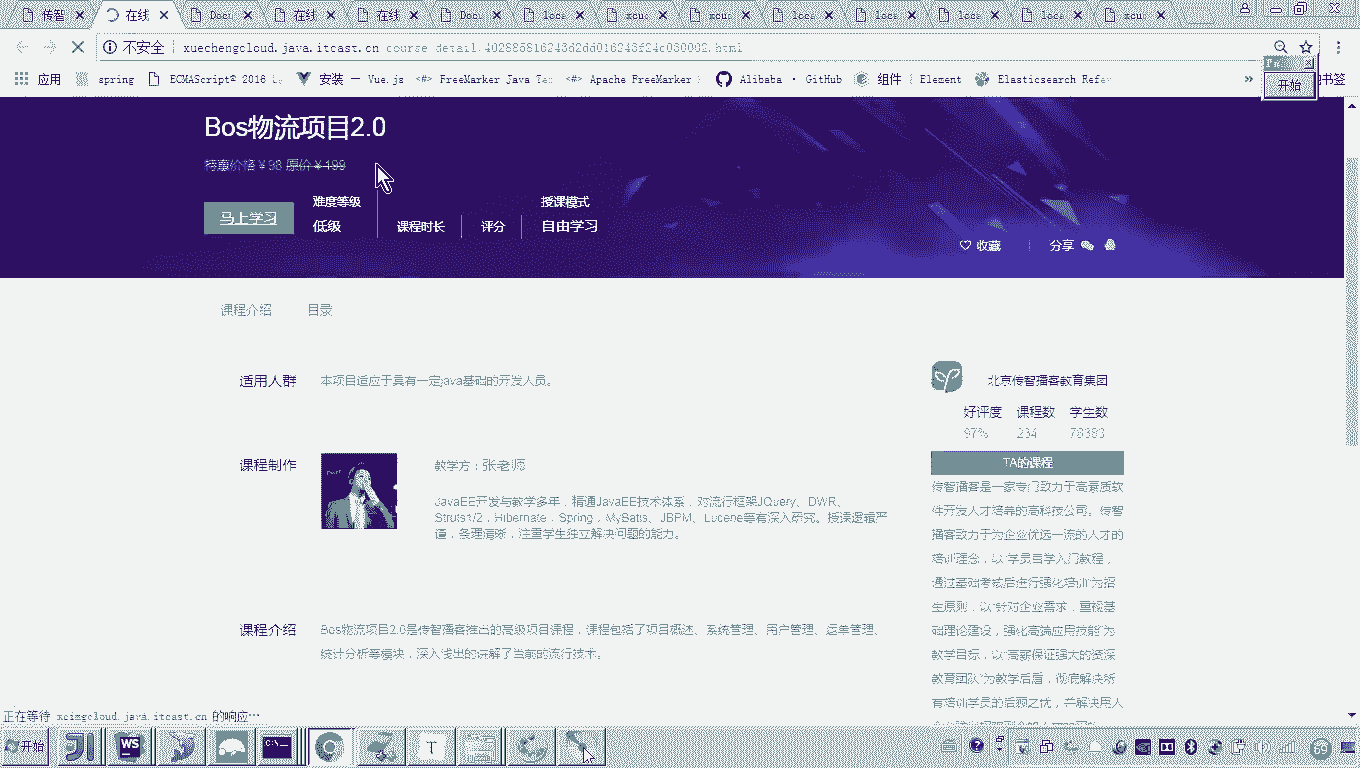 传智 在线 Docu 在线 在线 Docu loca xcu xcu loca loca loca loca xcu
不安全 xuechengcloud.java.itcast.cn
应用 spring ECMAScript® 2016 安装 — Vue.js FreeMarker Java Apache FreeMarker Alibaba · GitHub 组件 | Element Elasticsearch Refer » 书签
开始
Bos物流项目2.0
特惠价格￥98 原价￥199
马上学习
难度等级
低级
课程时长
评分
授课模式
自由学习
收藏
分享
课程介绍 目录
适用人群
本项目适应于具有一定java基础的开发人员。
课程制作
教学方：张老师
JavaEE开发与教学多年，精通JavaEE技术体系，对流行框架JQuery、DWR、
Struts1/2，Hibernate，Spring，MyBatis、JBPM、Lucene等有深入研究。授课逻辑严
谨，条理清晰，注重学生独立解决问题的能力。
课程介绍
Bos物流项目2.0是传智播客推出的高级项目课程，课程包括了项目概述、系统管理、用户管理、运单管理、
统计分析等模块，深入浅出的讲解了当前的流行技术。
北京传智播客教育集团
好评度 课程数 学生数
97% 234 78383
TA的课程
传智播客是一家专门致力于高素质软
件开发人才培养的高科技公司。传智
播客致力于为企业优选一流的人才的
培训理念，以“学员自学入门教程，
通过基础考核后进行强化培训”为招
生原则，以“针对企业需求，重视基
础理论建设，强化高端应用技能”为
教学目标，以“高薪保证强大的资深
教育团队”为教学后盾，彻底解决所
有培训学员的后顾之忧，并解决用人
正在等待 xcimgcloud.java.itcast.cn 的响应…
开始 WS T 69